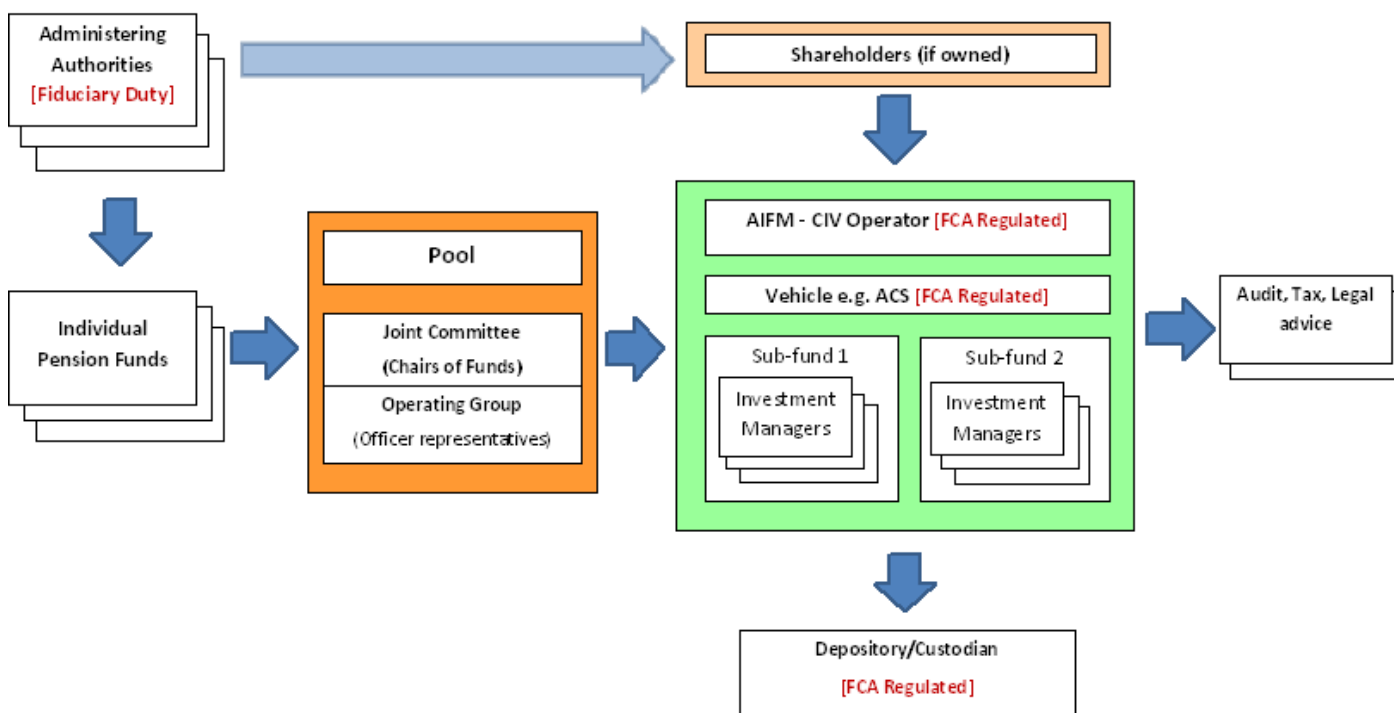 Administering
Authorities
[Fiduciary Duty]
Shareholders (if owned)
AIFM - CIV Operator [FCA Regulated]
Pool
Vehicle e.g. ACS [FCA Regulated]
Individual
Pension Funds
Joint Committee
(Chairs of Funds)
Operating Group
(Officer representatives)
Sub-fund 1
Investment
Managers
Sub-fund 2
Investment
Managers
Audit, Tax, Legal
advice
Depository/Custodian
[FCA Regulated]